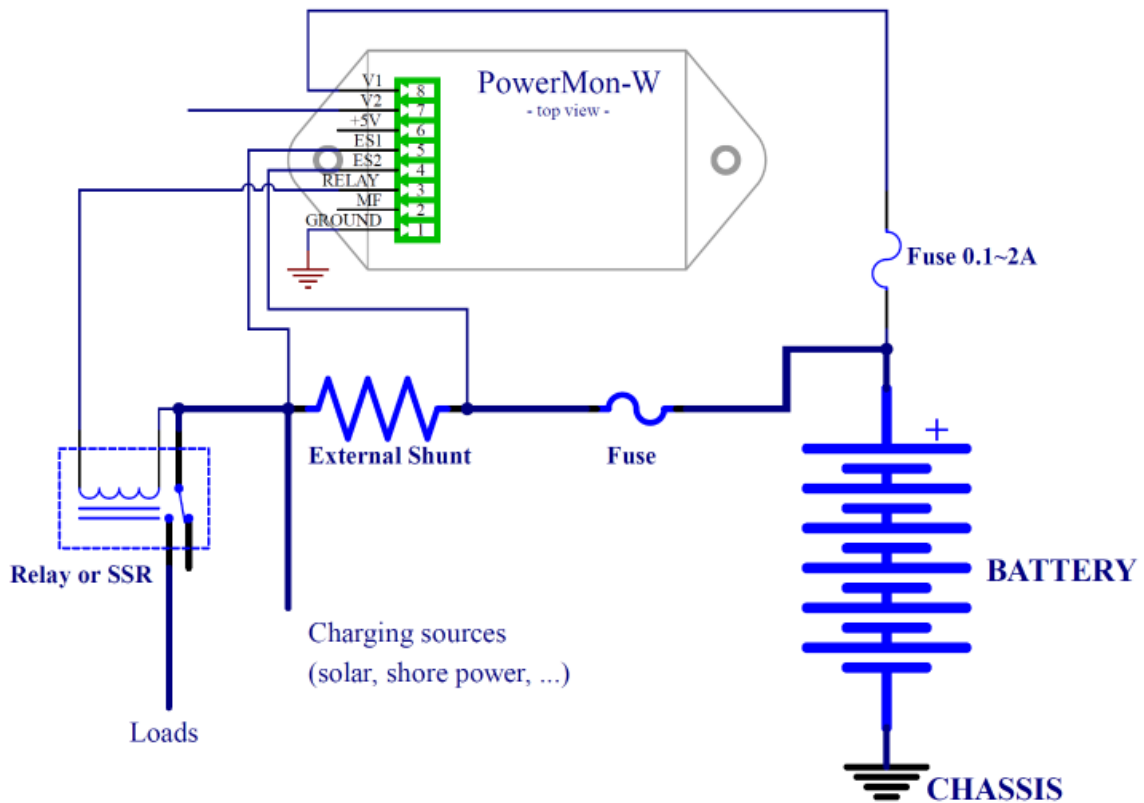 PowerMon-W
- top view -
V1
8
V2
7
+5V
6
ES1
5
ES2
4
RELAY
3
MF
2
GROUND
1
Fuse 0.1~2A
External Shunt
Fuse
+
Relay or SSR
BATTERY
Charging sources
(solar, shore power, ...)
Loads
CHASSIS